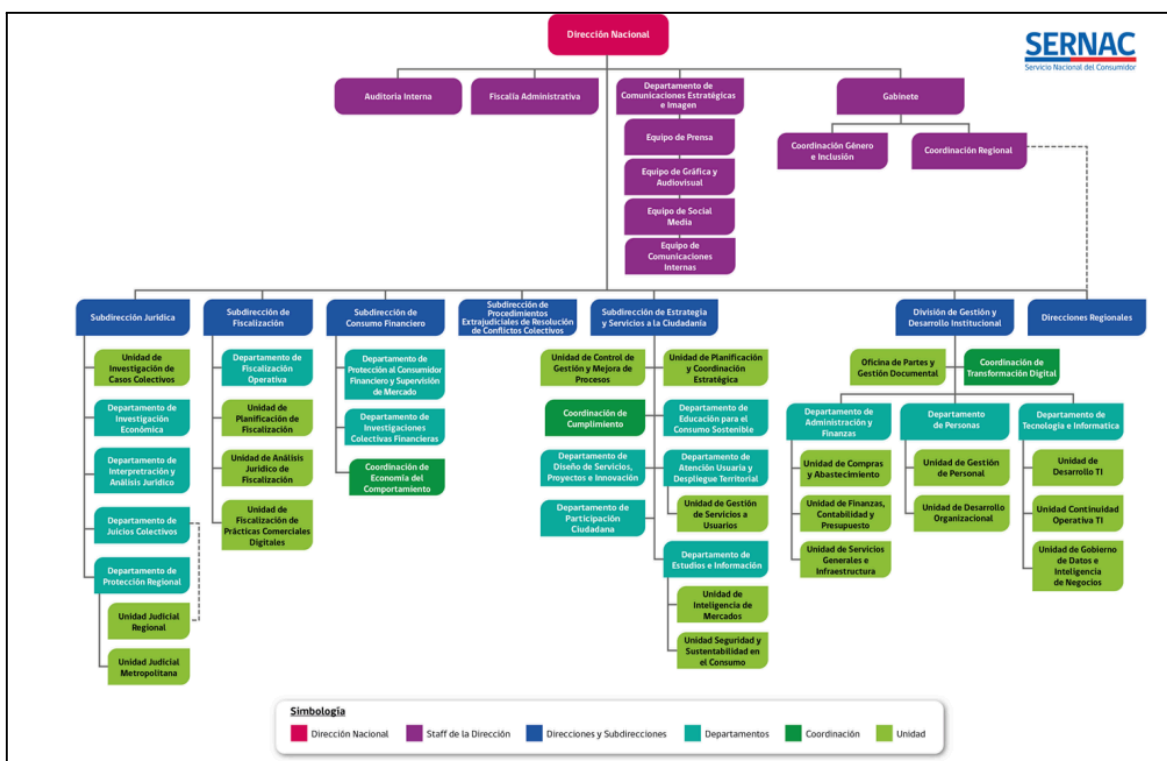 Dirección Nacional
SERNAC
Servicio Nacional del Consumidor
Auditoria Interna
Fiscalía Administrativa
Departamento de
Comunicaciones Estratégicas
e Imagen
Gabinete
Equipo de Prensa
Coordinación Género
e Inclusión
Coordinación Regional
Equipo de Gráfica y
Audiovisual
Equipo de Social
Media
Equipo de
Comunicaciones
Internas
Subdirección Jurídica
Subdirección de
Fiscalización
Subdirección de
Consumo Financiero
Subdirección de
Procedimientos
Extrajudiciales de Resolución
de Conflictos Colectivos
Subdirección de Estrategia
y Servicios a la Ciudadanía
División de Gestión y
Desarrollo Institucional
Direcciones Regionales
Unidad de
Investigación de
Casos Colectivos
Departamento de
Investigación
Económica
Departamento de
Interpretración y
Análisis Jurídico
Departamento de
Juicios Colectivos
Departamento de
Protección Regional
Unidad Judicial
Regional
Unidad Judicial
Metropolitana
Departamento de
Fiscalización
Operativa
Unidad de
Planificación de
Fiscalización
Unidad de Análisis
Jurídico de
Fiscalización
Unidad de
Fiscalización de
Prácticas Comerciales
Digitales
Departamento de
Protección al Consumidor
Financiero y Supervisión
de Mercado
Departamento de
Investigaciones
Colectivas Financieras
Coordinación de
Economía del
Comportamiento
Unidad de Control de
Gestión y Mejora de
Procesos
Unidad de Planificación
y Coordinación
Estratégica
Coordinación de
Cumplimiento
Departamento de
Educación para el
Consumo Sostenible
Departamento de
Diseño de Servicios,
Proyectos e Innovación
Departamento de
Atención Usuaria y
Despliegue Territorial
Departamento de
Participación
Ciudadana
Unidad de Gestión
de Servicios a
Usuarios
Departamento de
Estudios e Información
Unidad de
Inteligencia de
Mercados
Unidad Seguridad y
Sustentabilidad en
el Consumo
Oficina de Partes y
Gestión Documental
Coordinación de
Transformación Digital
Departamento de
Administración y
Finanzas
Departamento
de Personas
Departamento de
Tecnologia e Informatica
Unidad de Compras
y Abastecimiento
Unidad de Finanzas,
Contabilidad y
Presupuesto
Unidad de Servicios
Generales e
Infraestructura
Unidad de Gestión
de Personal
Unidad de Desarrollo
Organizacional
Unidad de
Desarrollo TI
Unidad Continuidad
Operativa TI
Unidad de Gobierno
de Datos e
Inteligencia
de Negocios
Simbología
Dirección Nacional
Staff de la Dirección
Direcciones y Subdirecciones
Departamentos
Coordinación
Unidad